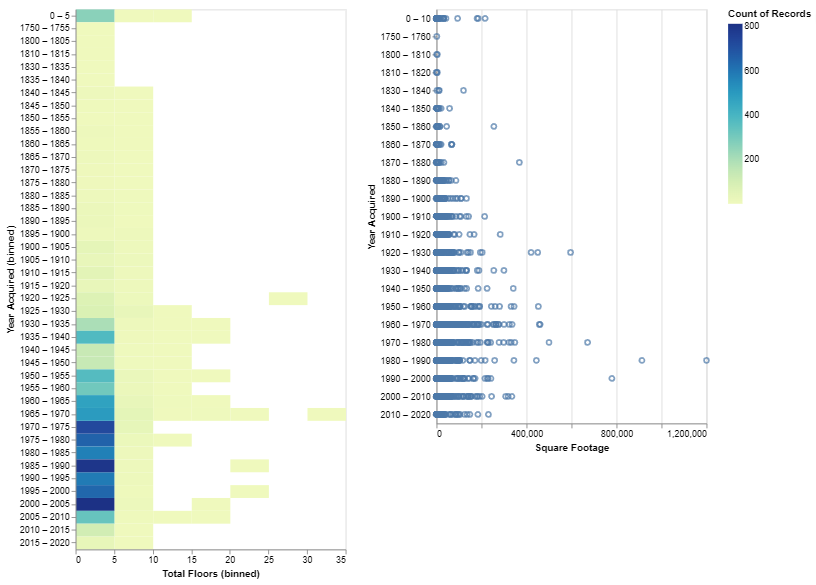 Year Acquired (binned)
0 – 5
1750 – 1755
1800 – 1805
1810 – 1815
1830 – 1835
1835 – 1840
1840 – 1845
1845 – 1850
1850 – 1855
1855 – 1860
1860 – 1865
1865 – 1870
1870 – 1875
1875 – 1880
1880 – 1885
1885 – 1890
1890 – 1895
1895 – 1900
1900 – 1905
1905 – 1910
1910 – 1915
1915 – 1920
1920 – 1925
1925 – 1930
1930 – 1935
1935 – 1940
1940 – 1945
1945 – 1950
1950 – 1955
1955 – 1960
1960 – 1965
1965 – 1970
1970 – 1975
1975 – 1980
1980 – 1985
1985 – 1990
1990 – 1995
1995 – 2000
2000 – 2005
2005 – 2010
2010 – 2015
2015 – 2020
0 5 10 15 20 25 30 35
Total Floors (binned)
Year Acquired
0 – 10
1750 – 1760
1800 – 1810
1810 – 1820
1830 – 1840
1840 – 1850
1850 – 1860
1860 – 1870
1870 – 1880
1880 – 1890
1890 – 1900
1900 – 1910
1910 – 1920
1920 – 1930
1930 – 1940
1940 – 1950
1950 – 1960
1960 – 1970
1970 – 1980
1980 – 1990
1990 – 2000
2000 – 2010
2010 – 2020
0 400,000 800,000 1,200,000
Square Footage
Count of Records
800
600
400
200